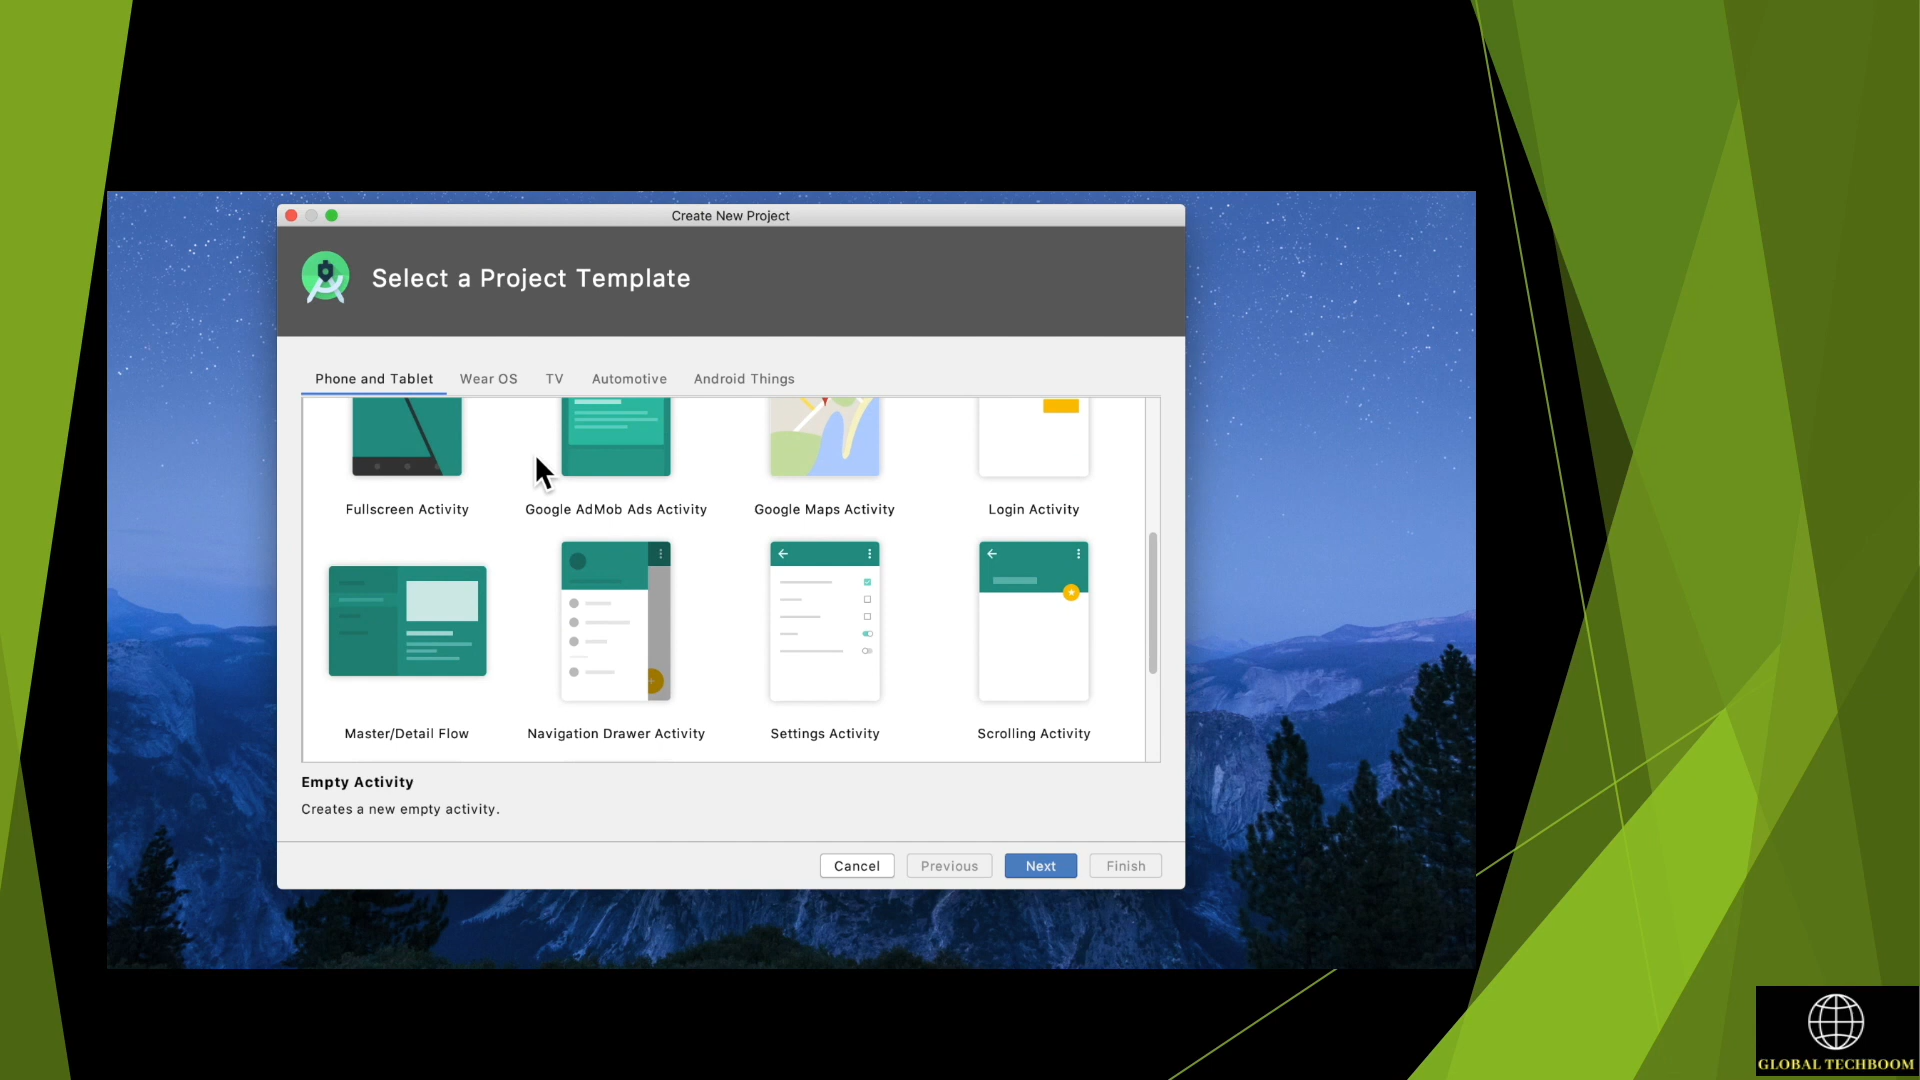 Create New Project
Select a Project Template
Phone and Tablet Wear OS TV Automotive Android Things
Fullscreen Activity Google AdMob Ads Activity Google Maps Activity Login Activity
Master/Detail Flow Navigation Drawer Activity Settings Activity Scrolling Activity
Empty Activity
Creates a new empty activity.
Cancel Previous Next Finish
GLOBAL TECHBOOM